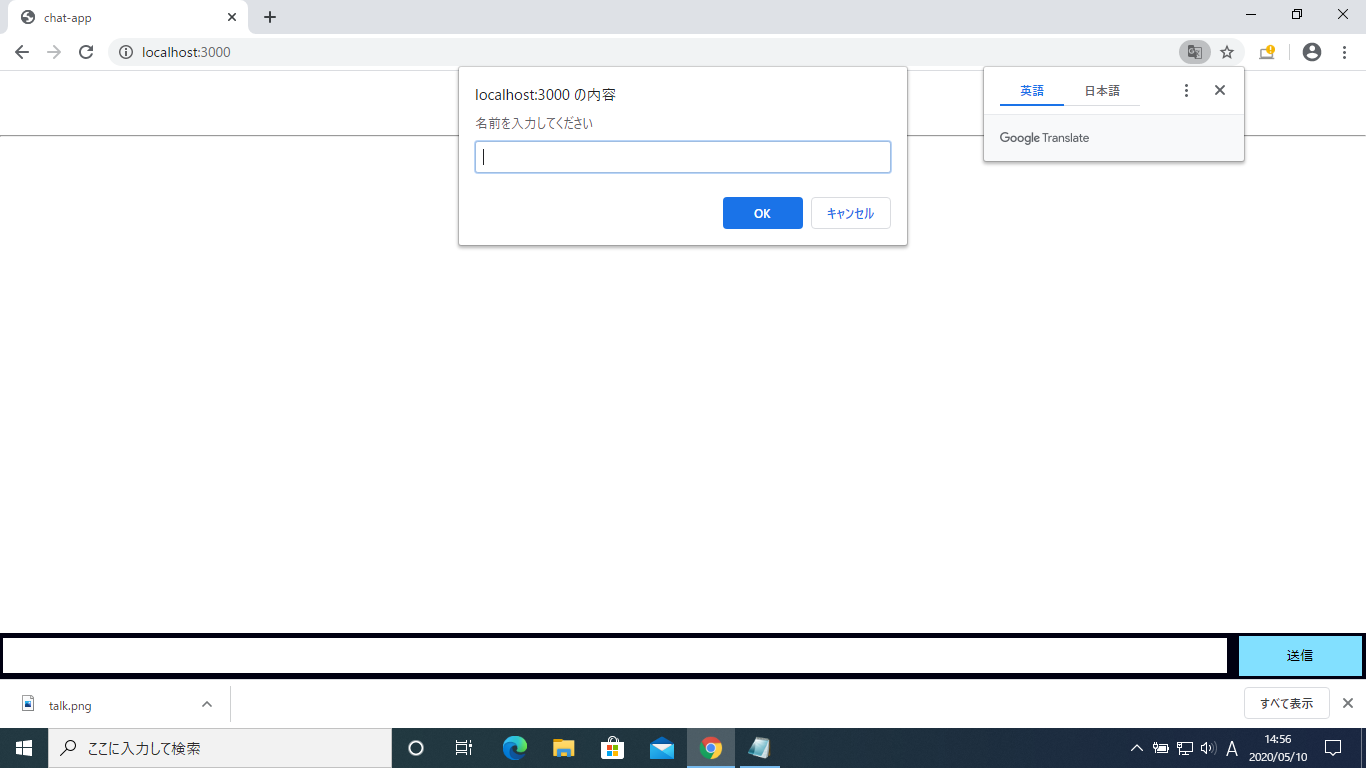 chat-app
localhost:3000
localhost:3000 の内容
名前を入力してください
OK
キャンセル
英語
日本語
Google Translate
送信
talk.png
すべて表示
ここに入力して検索
A
14:56
2020/05/10